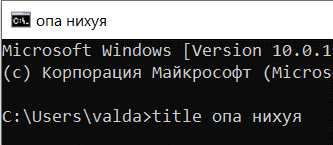 опа нихуя
Microsoft Windows [Version 10.0.1
(c) Корпорация Майкрософт (Micros
C:\Users\valda>title опа нихуя